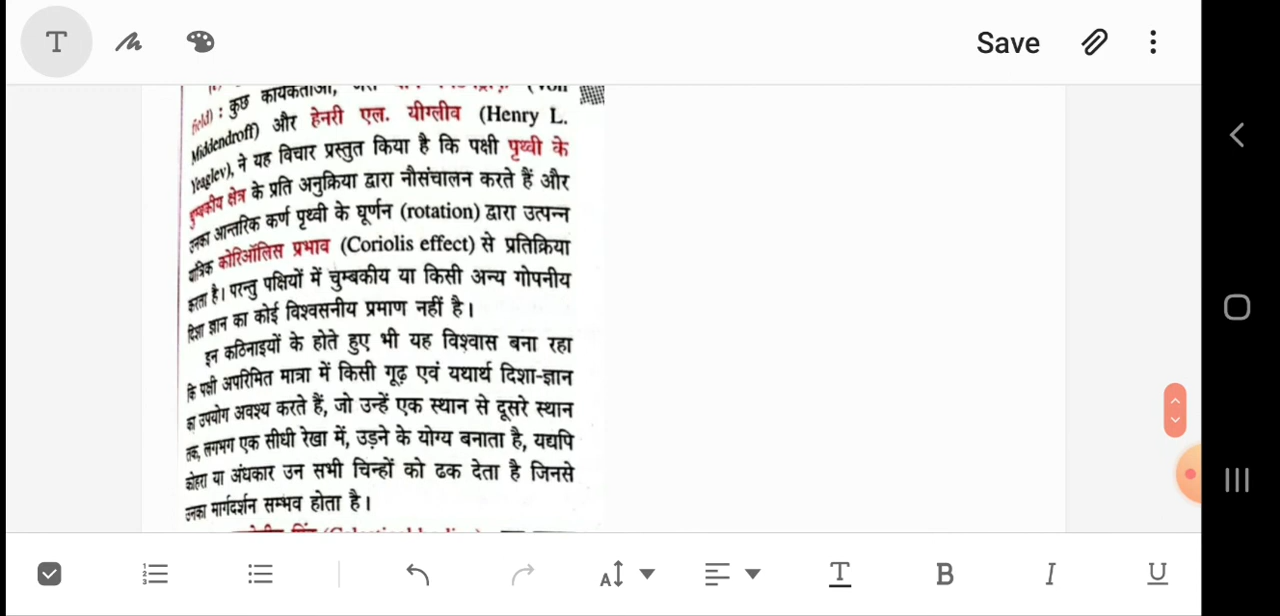 T
Save
(Von
field) : कुछ कार्यकर्ताओं, जैसे
Middendroff) और हेनरी एल. यीग्लीव (Henry L.
Yeaglev), ने यह विचार प्रस्तुत किया है कि पक्षी पृथ्वी के
चुम्बकीय क्षेत्र के प्रति अनुक्रिया द्वारा नौसंचालन करते हैं और
उनका आन्तरिक कर्ण पृथ्वी के घूर्णन (rotation) द्वारा उत्पन्न
यांत्रिक कोरिऑलिस प्रभाव (Coriolis effect) से प्रतिक्रिया
करता है। परन्तु पक्षियों में चुम्बकीय या किसी अन्य गोपनीय
दिशा ज्ञान का कोई विश्वसनीय प्रमाण नहीं है।
इन कठिनाइयों के होते हुए भी यह विश्वास बना रहा
कि पक्षी अपरिमित मात्रा में किसी गूढ़ एवं यथार्थ दिशा-ज्ञान
का उपयोग अवश्य करते हैं, जो उन्हें एक स्थान से दूसरे स्थान
तक, लगभग एक सीधी रेखा में, उड़ने के योग्य बनाता है, यद्यपि
कोहरा या अंधकार उन सभी चिन्हों को ढक देता है जिनसे
उनका मार्गदर्शन सम्भव होता है।
A
T
B
I
U